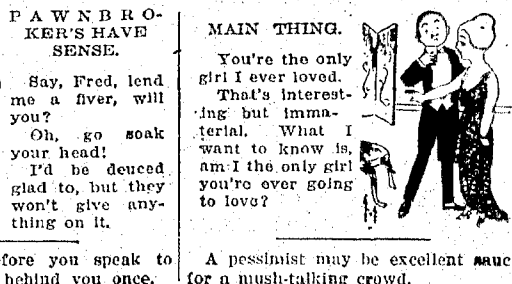 PAWNBRO-
KER'S HAVE
SENSE.
Say, Fred, lend
me a fiver, will
you?
Oh, go soak
your head!
I'd be deuced
glad to, but they
won't give any-
thing on it.
fore you speak to
behind you once.
MAIN THING.
You're the only
girl I ever loved.
That's interest-
ing but imma-
terial. What I
want to know is,
am I the only girl
you're ever going
to love?
A pessimist may be excellent sauc
for a mush-talking crowd.